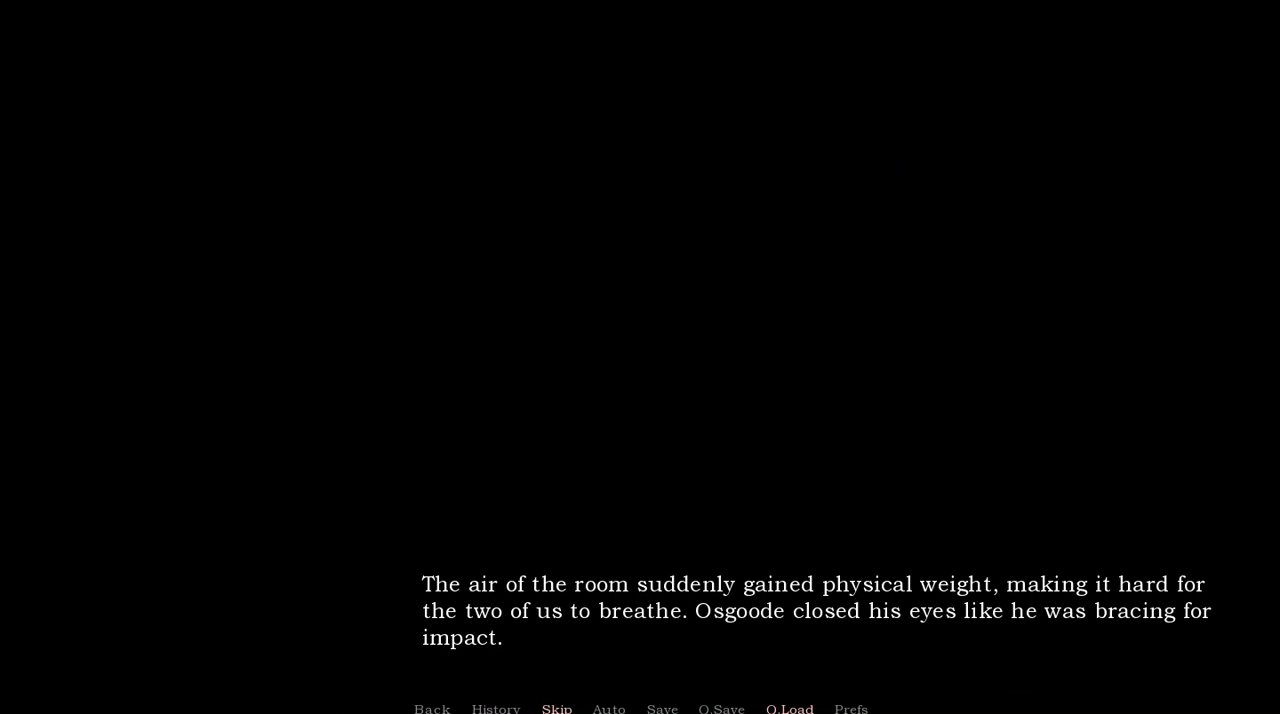 The air of the room suddenly gained physical weight, making it hard for
the two of us to breathe. Osgoode closed his eyes like he was bracing for
impact.
Back History Skip Auto Save Q.Save Q.Load Prefs